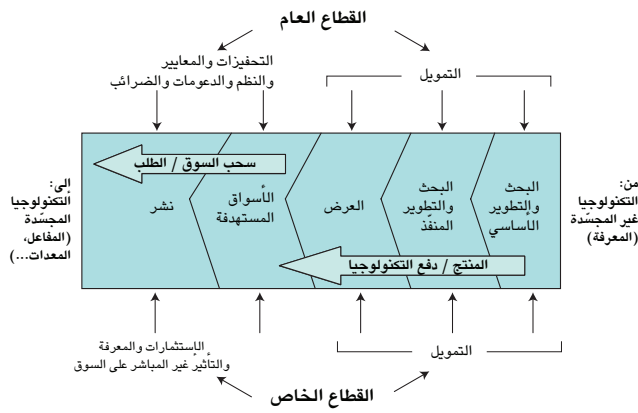 القطاع العام
التحفيزات والمعايير
والنظم والدعومات والضرائب
التمويل
من:
التكنولوجيا
غير المجسّدة
(المعرفة)
البحث
والتطوير
الأساسي
البحث
والتطوير
المنفّذ
العرض
الأسواق
المستهدفة
نشر
سحب السوق / الطلب
المنتج / دفع التكنولوجيا
إلى:
التكنولوجيا
المجسّدة
(المفاعل،
المعدات...)
التمويل
الاستثمارات والمعرفة
والتأثير غير المباشر على السوق
القطاع الخاص